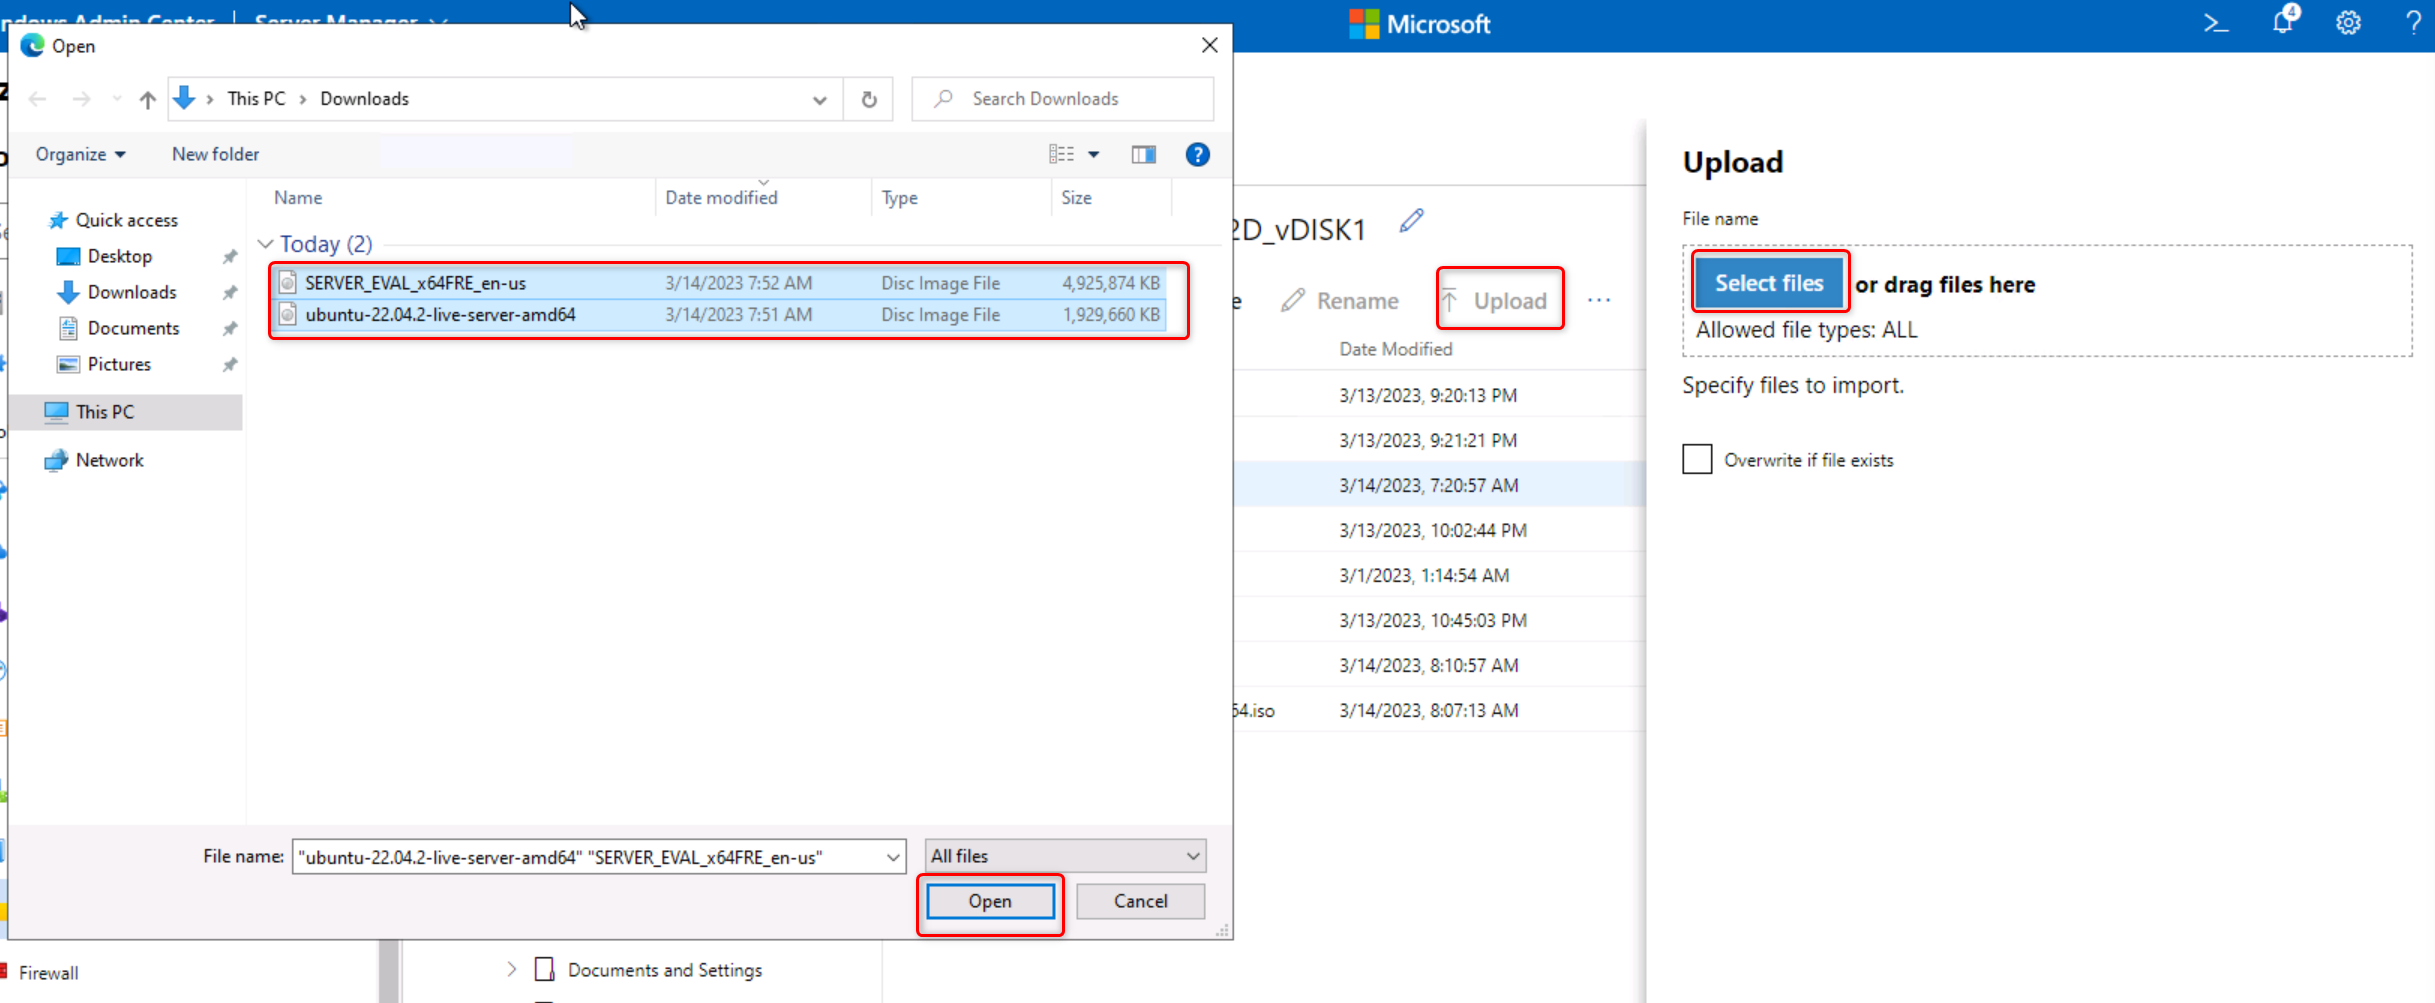 Open
Microsoft
4
This PC > Downloads
Search Downloads
Organize
New folder
Name
Date modified
Type
Size
Quick access
Desktop
Downloads
Documents
Pictures
This PC
Network
Today (2)
SERVER_EVAL_x64FRE_en-us 3/14/2023 7:52 AM Disc Image File 4,925,874 KB
ubuntu-22.04.2-live-server-amd64 3/14/2023 7:51 AM Disc Image File 1,929,660 KB
File name: "ubuntu-22.04.2-live-server-amd64" "SERVER_EVAL_x64FRE_en-us"
All files
Open
Cancel
Firewall
Documents and Settings
2D_vDISK1
Rename
Upload
...
Date Modified
3/13/2023, 9:20:13 PM
3/13/2023, 9:21:21 PM
3/14/2023, 7:20:57 AM
3/13/2023, 10:02:44 PM
3/1/2023, 1:14:54 AM
3/13/2023, 10:45:03 PM
3/14/2023, 8:10:57 AM
64.iso 3/14/2023, 8:07:13 AM
Upload
File name
Select files or drag files here
Allowed file types: ALL
Specify files to import.
Overwrite if file exists